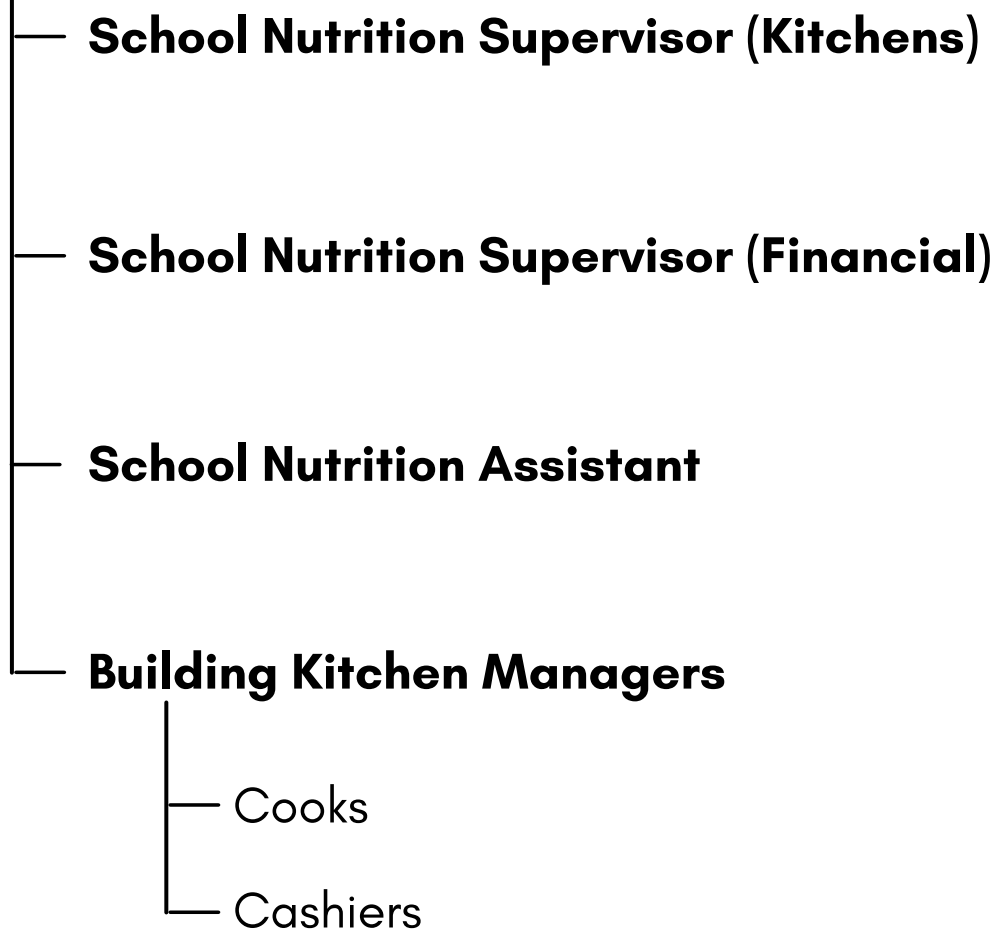 School Nutrition Supervisor (Kitchens)
School Nutrition Supervisor (Financial)
School Nutrition Assistant
Building Kitchen Managers
Cooks
Cashiers